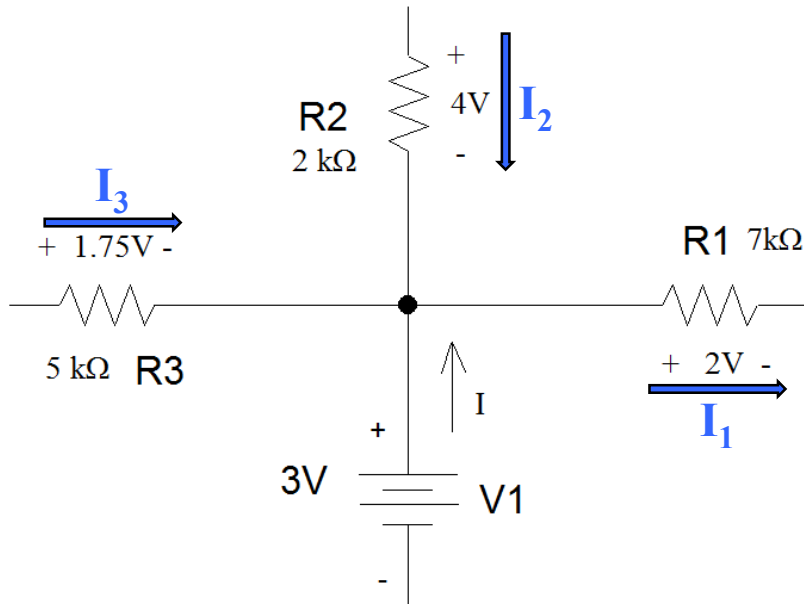 +
R2
4V
I2
2 kΩ
-
I3
+ 1.75V -
R1 7kΩ
5 kΩ R3
+ 2V -
I
I1
+
3V
V1
-